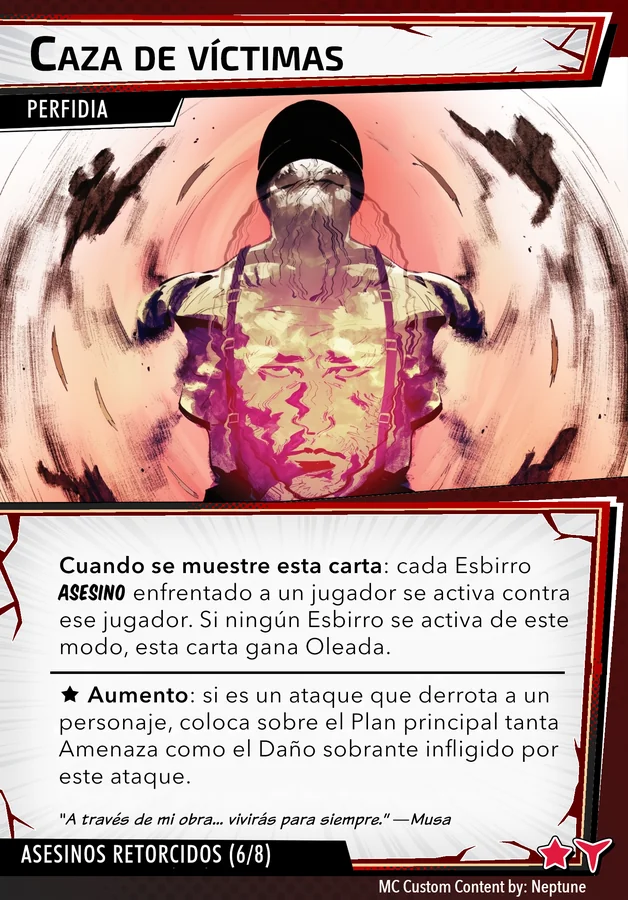 CAZA DE VÍCTIMAS
PERFIDIA
Cuando se muestre esta carta: cada Esbirro
ASESINO enfrentado a un jugador se activa contra
ese jugador. Si ningún Esbirro se activa de este
modo, esta carta gana Oleada.
★ Aumento: si es un ataque que derrota a un
personaje, coloca sobre el Plan principal tanta
Amenaza como el Daño sobrante infligido por
este ataque.
"A través de mi obra... vivirás para siempre." —Musa
ASESINOS RETORCIDOS (6/8)
MC Custom Content by: Neptune